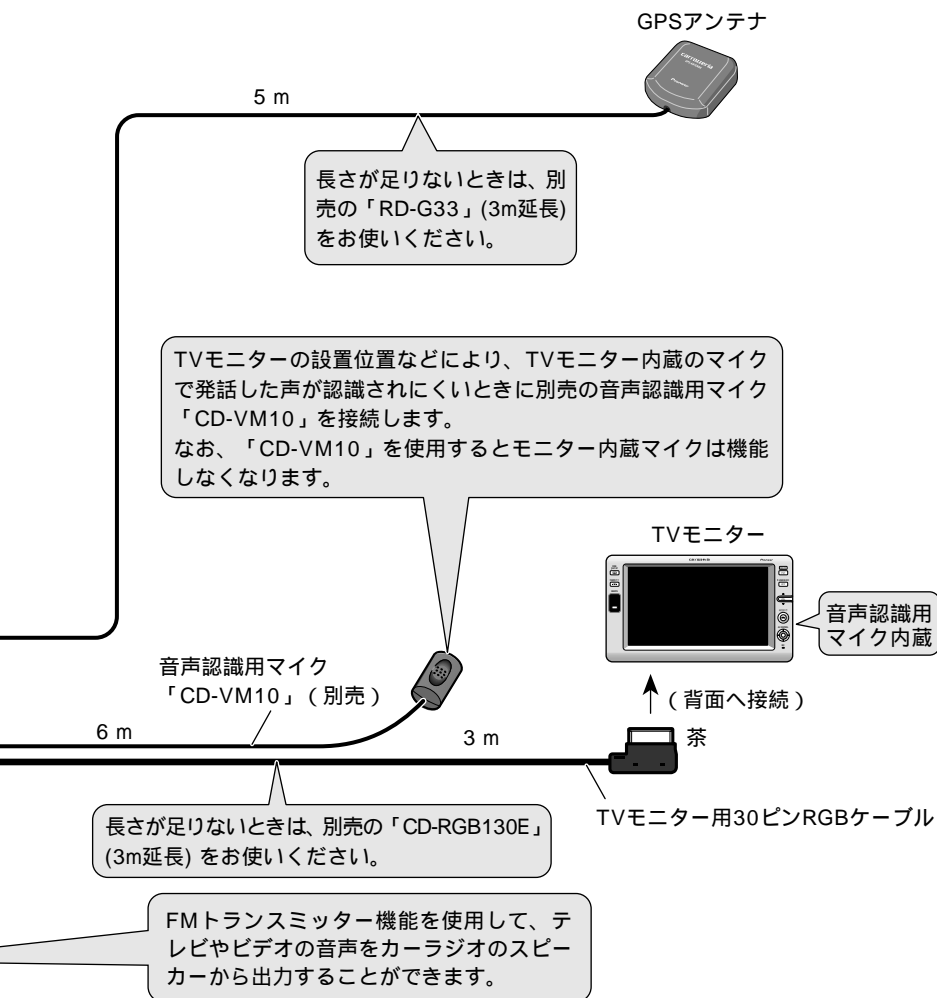 GPSアンテナ
carrozzeria
Pioneer
5 m
長さが足りないときは、別
売の「RD-G33」(3m延長)
をお使いください。
TVモニターの設置位置などにより、TVモニター内蔵のマイク
で発話した声が認識されにくいときに別売の音声認識用マイク
「CD-VM10」を接続します。
なお、「CD-VM10」を使用するとモニター内蔵マイクは機能
しなくなります。
TVモニター
音声認識用
マイク内蔵
音声認識用マイク
「CD-VM10」(別売)
(背面へ接続)
6 m
3 m
茶
TVモニター用30ピンRGBケーブル
長さが足りないときは、別売の「CD-RGB130E」
(3m延長) をお使いください。
FMトランスミッター機能を使用して、テ
レビやビデオの音声をカーラジオのスピー
カーから出力することができます。